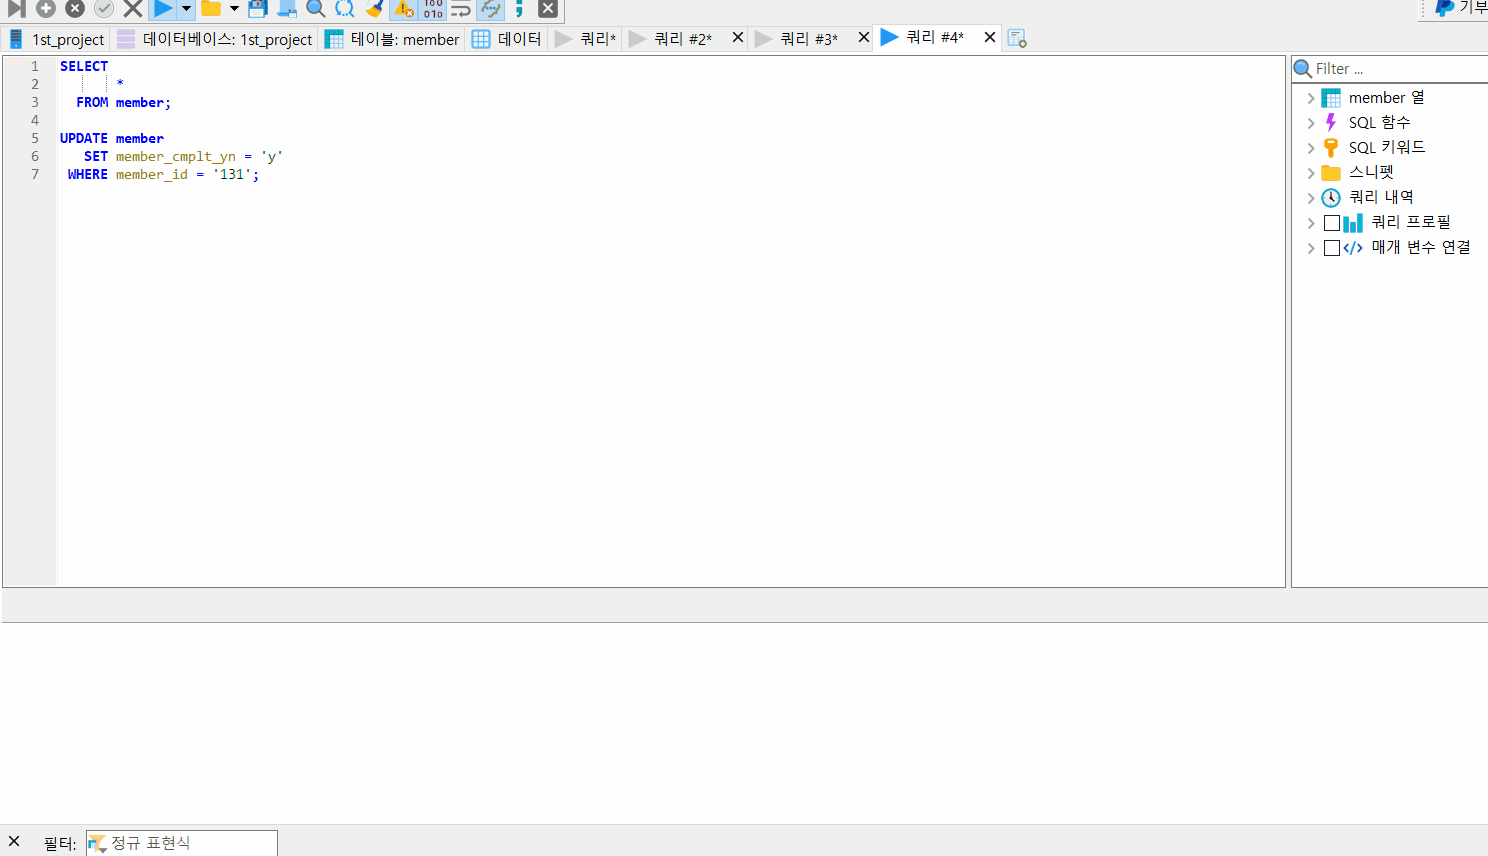 기부
1st_project 데이터베이스: 1st_project 테이블: member 데이터 쿼리* 쿼리 #2* 쿼리 #3* 쿼리 #4*
1 SELECT
2 *
3 FROM member;
4
5 UPDATE member
6 SET member_cmplt_yn = 'y'
7 WHERE member_id = '131';
Filter ...
member 열
SQL 함수
SQL 키워드
스니펫
쿼리 내역
쿼리 프로필
매개 변수 연결
필터: 정규 표현식